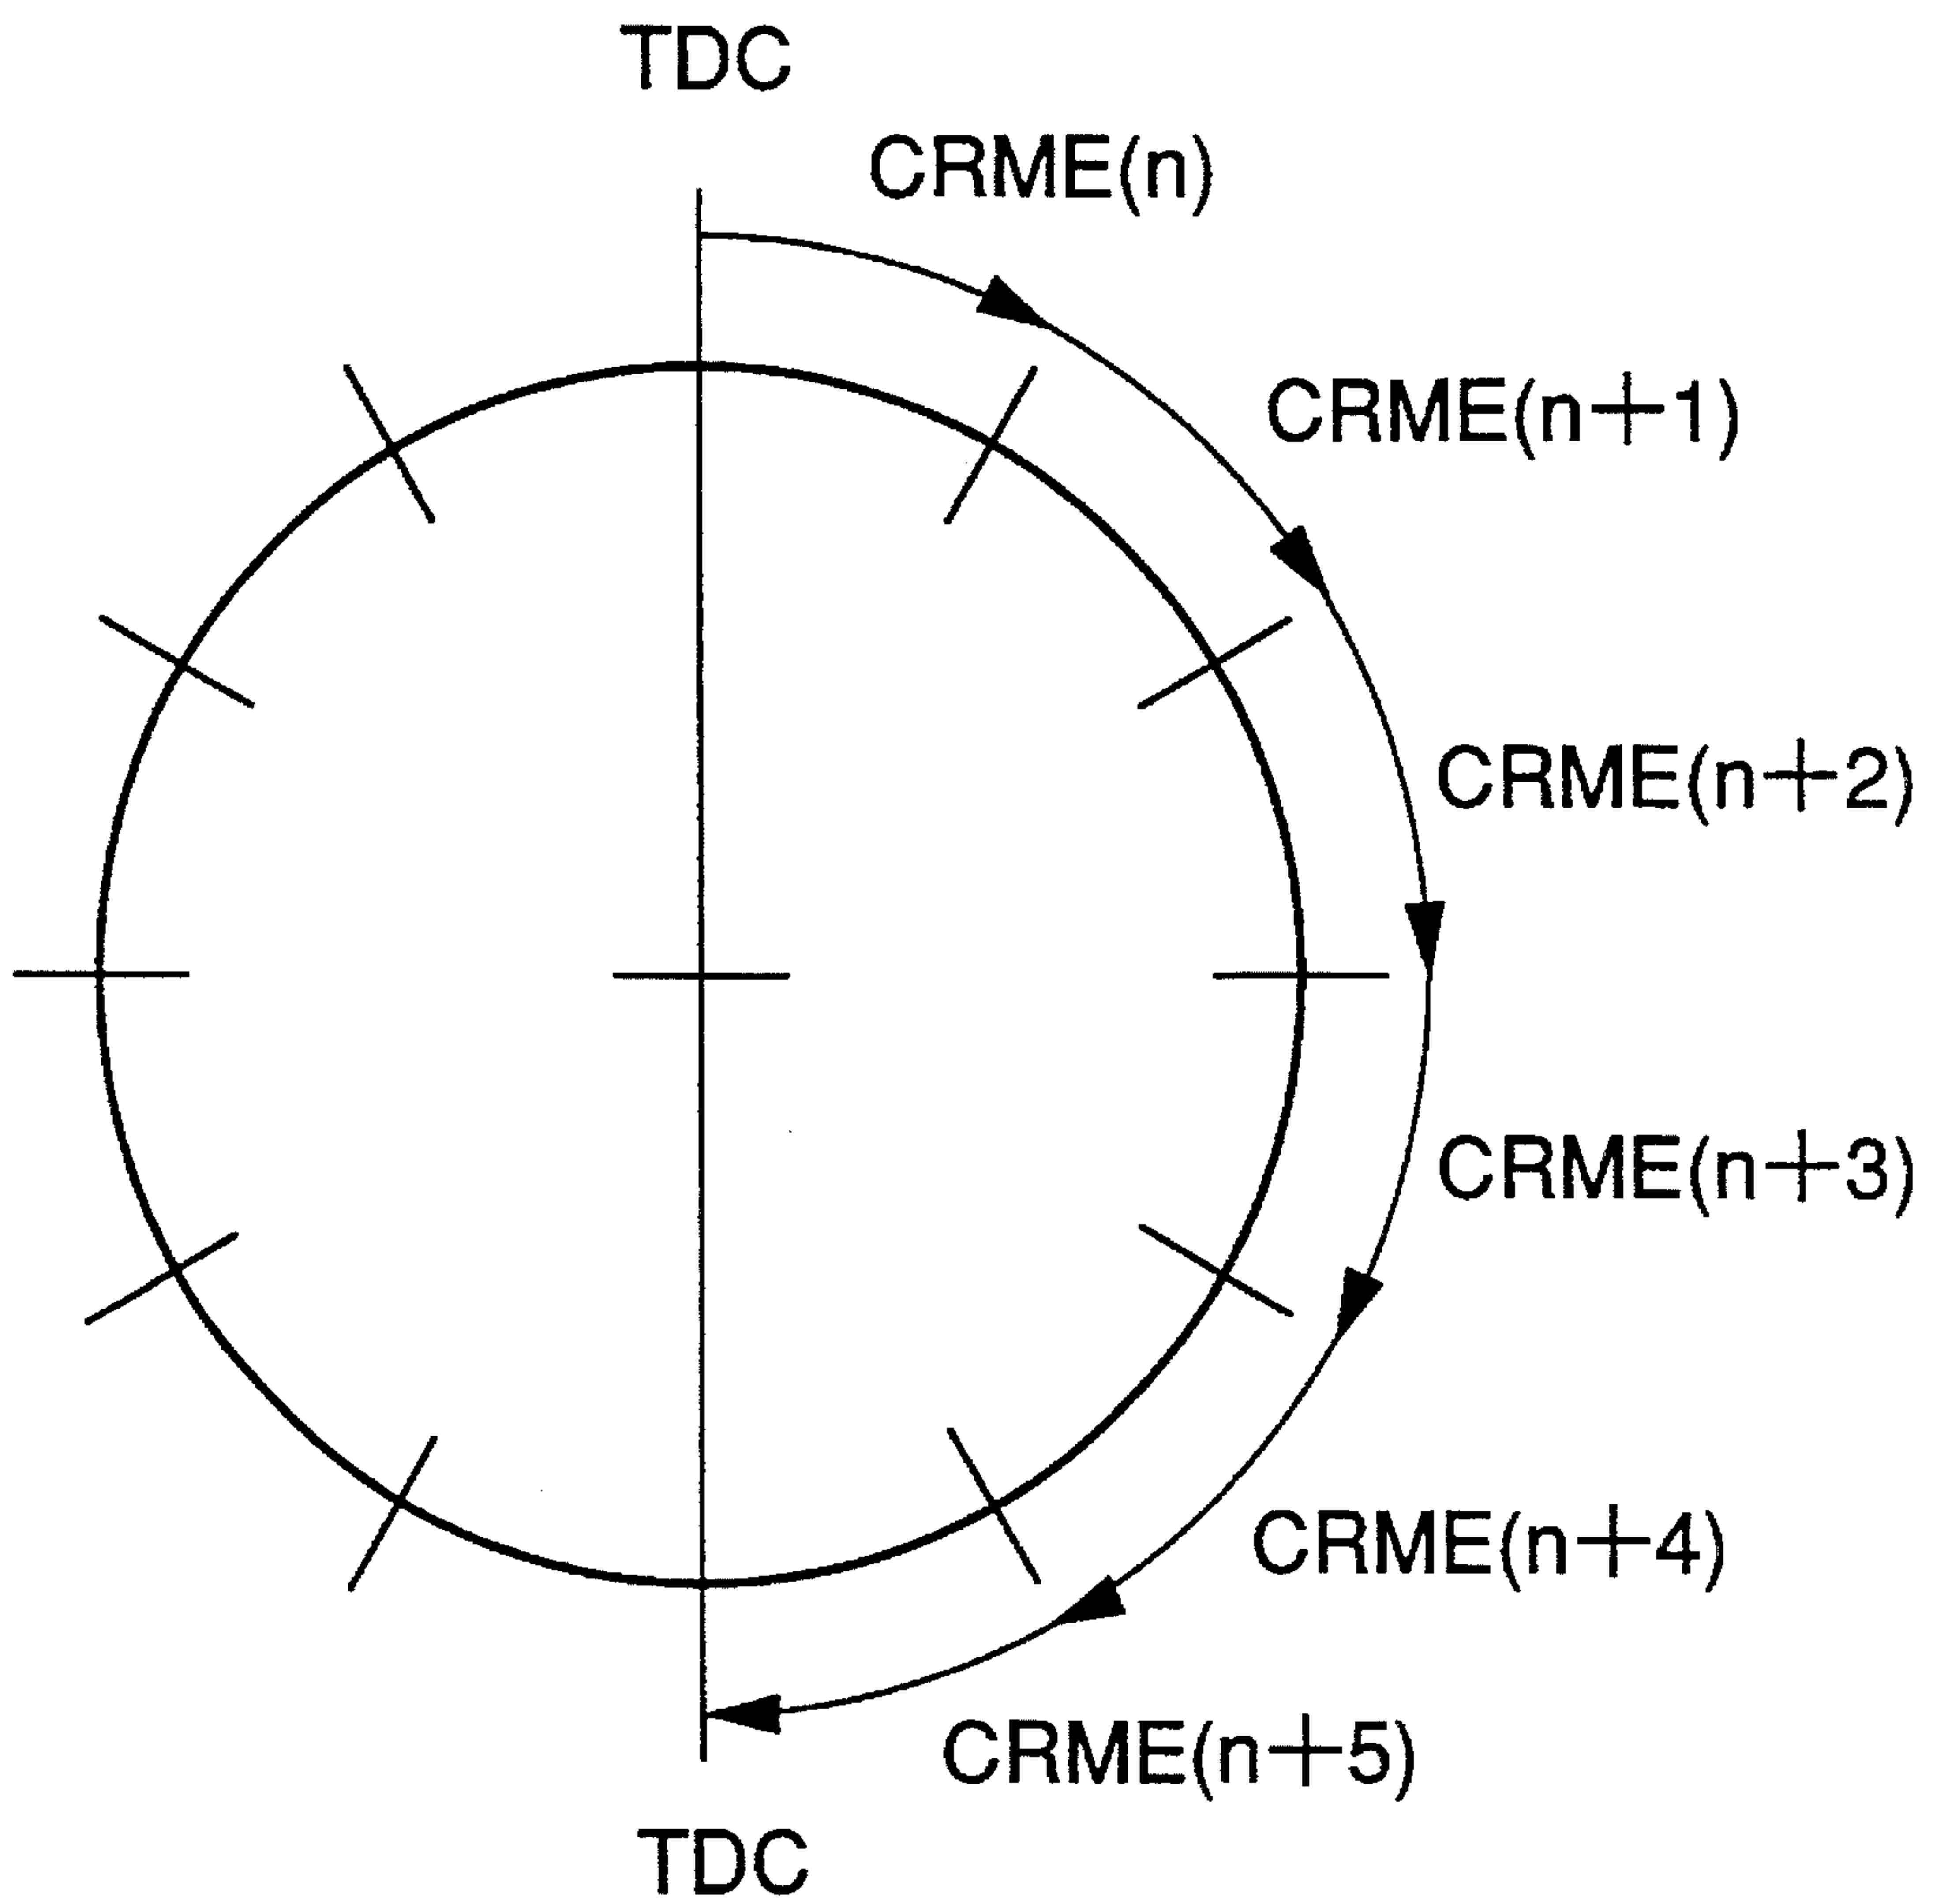 TDC
CRME(n)
CRME(n+1)
CRME(n+2)
CRME(n+3)
CRME(n+4)
CRME(n+5)
TDC